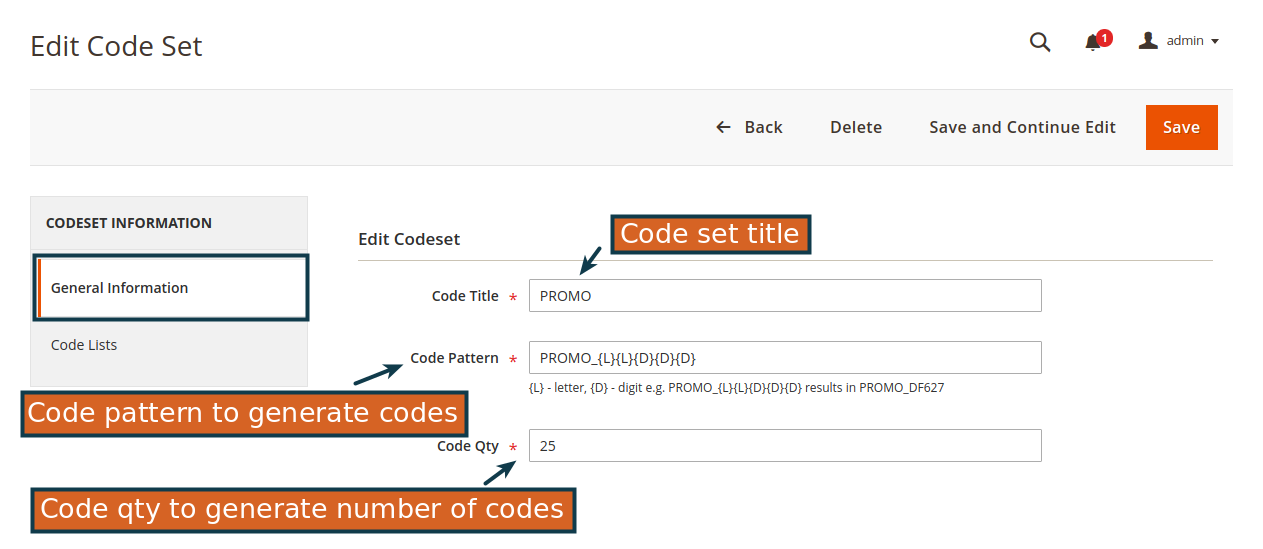 Edit Code Set
1
admin
Back
Delete
Save and Continue Edit
Save
CODESET INFORMATION
General Information
Code Lists
Edit Codeset
Code set title
Code Title * PROMO
Code Pattern * PROMO_{L}{L}{D}{D}{D}
{L} - letter, {D} - digit e.g. PROMO_{L}{L}{D}{D}{D} results in PROMO_DF627
Code pattern to generate codes
Code Qty * 25
Code qty to generate number of codes